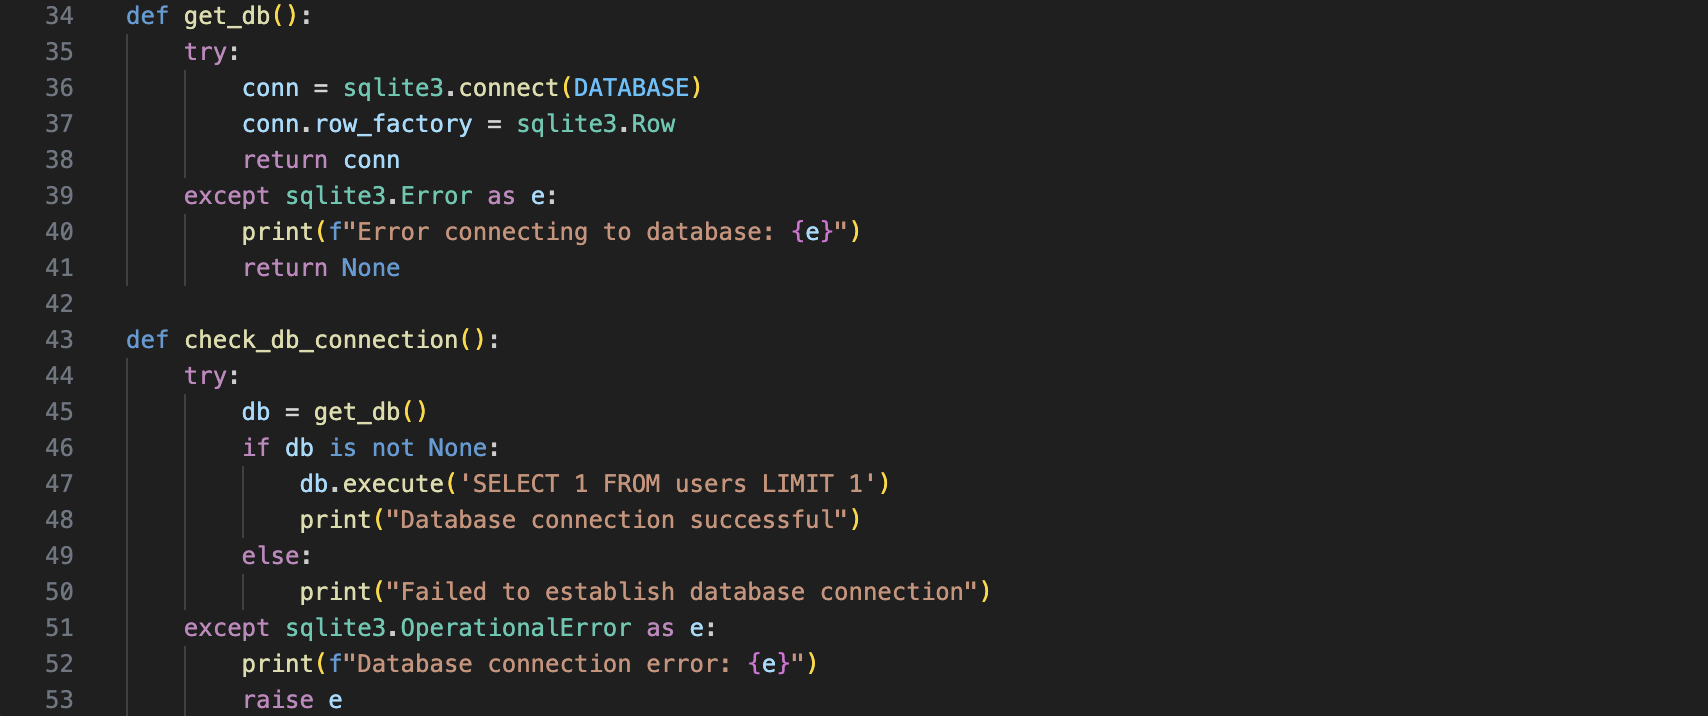 34 def get_db():
35     try:
36         conn = sqlite3.connect(DATABASE)
37         conn.row_factory = sqlite3.Row
38         return conn
39     except sqlite3.Error as e:
40         print(f"Error connecting to database: {e}")
41         return None
42
43 def check_db_connection():
44     try:
45         db = get_db()
46         if db is not None:
47             db.execute('SELECT 1 FROM users LIMIT 1')
48             print("Database connection successful")
49         else:
50             print("Failed to establish database connection")
51     except sqlite3.OperationalError as e:
52         print(f"Database connection error: {e}")
53         raise e